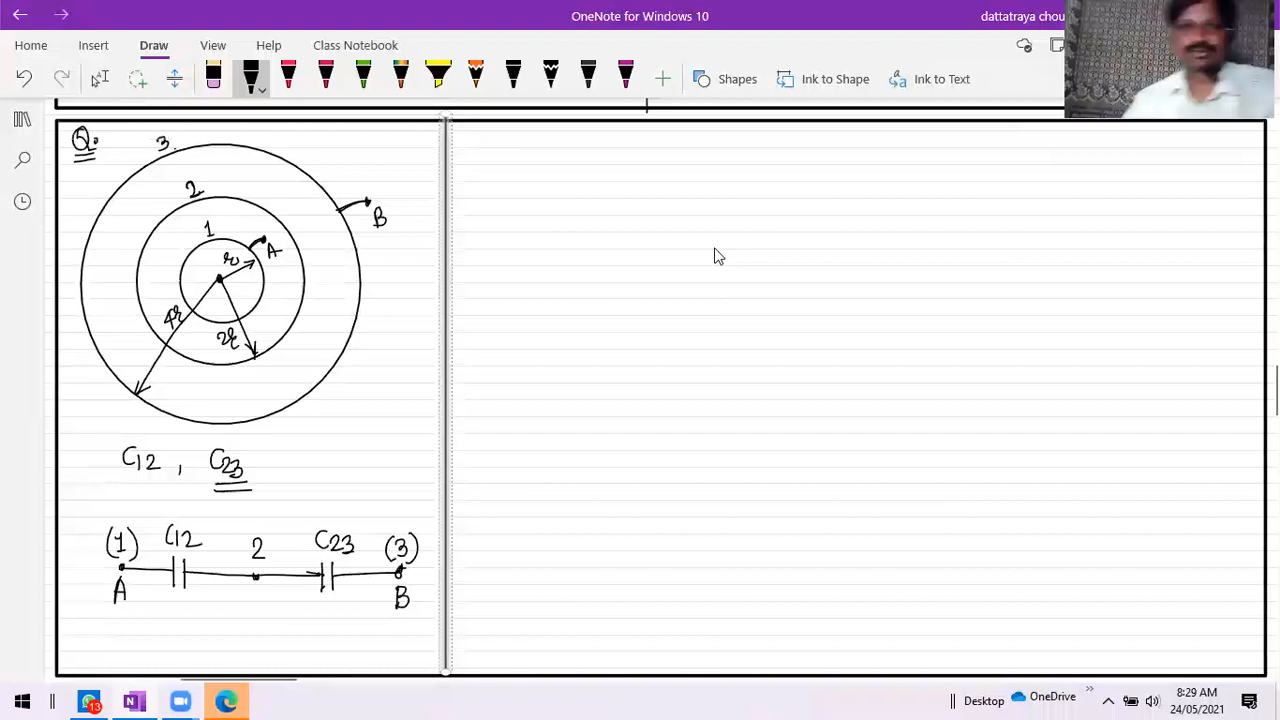 OneNote for Windows 10
dattatraya chou
Home Insert Draw View Help Class Notebook
Shapes Ink to Shape Ink to Text
Q.
3.
2
1
B
A
r
4r
2r
C12 , C23
(1) C12 2 C23 (3)
A B
13
Desktop OneDrive
8:29 AM
24/05/2021